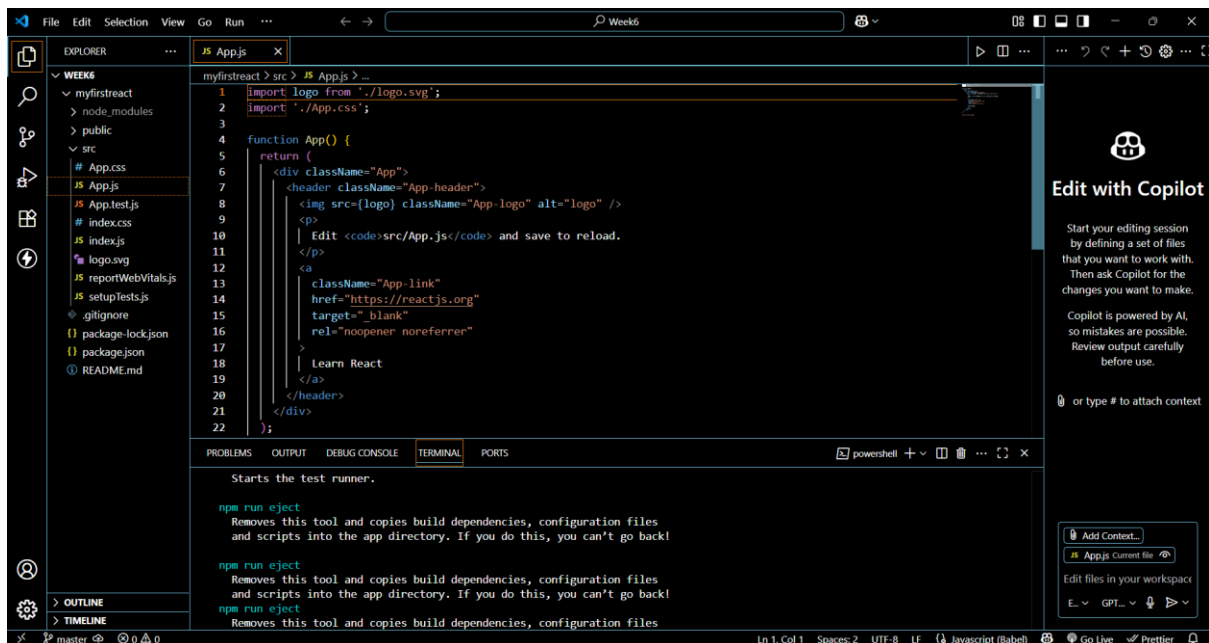 File Edit Selection View Go Run ··· Week6
EXPLORER ···
WEEK6
myfirstreact
node_modules
public
src
# App.css
JS App.js
JS App.test.js
# index.css
JS index.js
logo.svg
JS reportWebVitals.js
JS setupTests.js
.gitignore
{} package-lock.json
{} package.json
README.md
OUTLINE
TIMELINE
JS App.js
myfirstreact > src > JS App.js > ...
1 import logo from './logo.svg';
2 import './App.css';
3
4 function App() {
5 return (
6 <div className="App">
7 <header className="App-header">
8 <img src={logo} className="App-logo" alt="logo" />
9 <p>
10 Edit <code>src/App.js</code> and save to reload.
11 </p>
12 <a
13 className="App-link"
14 href="https://reactjs.org"
15 target="_blank"
16 rel="noopener noreferrer"
17 >
18 Learn React
19 </a>
20 </header>
21 </div>
22 );
PROBLEMS OUTPUT DEBUG CONSOLE TERMINAL PORTS powershell
Starts the test runner.
npm run eject
Removes this tool and copies build dependencies, configuration files
and scripts into the app directory. If you do this, you can't go back!
npm run eject
Removes this tool and copies build dependencies, configuration files
and scripts into the app directory. If you do this, you can't go back!
npm run eject
Removes this tool and copies build dependencies, configuration files
Edit with Copilot
Start your editing session
by defining a set of files
that you want to work with.
Then ask Copilot for the
changes you want to make.
Copilot is powered by AI,
so mistakes are possible.
Review output carefully
before use.
or type # to attach context
Add Context...
JS App.js Current file
Edit files in your workspace
E... GPT...
master 0 0 Ln 1, Col 1 Spaces: 2 UTF-8 LF {} Javascript (Babel) Go Live Prettier